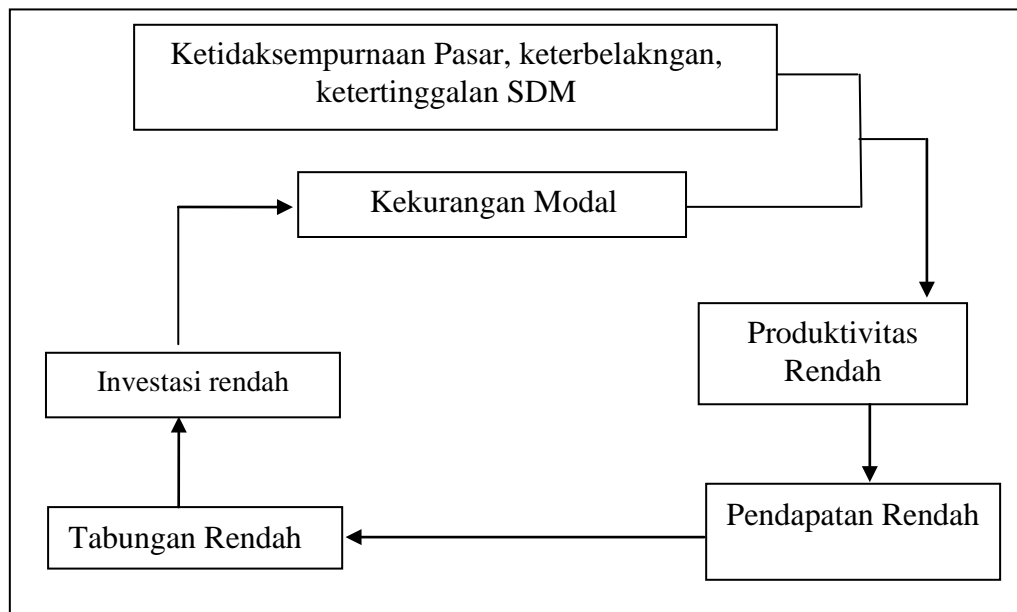 Ketidaksempurnaan Pasar, keterbelakngan,
ketertinggalan SDM
Kekurangan Modal
Produktivitas
Rendah
Investasi rendah
Pendapatan Rendah
Tabungan Rendah